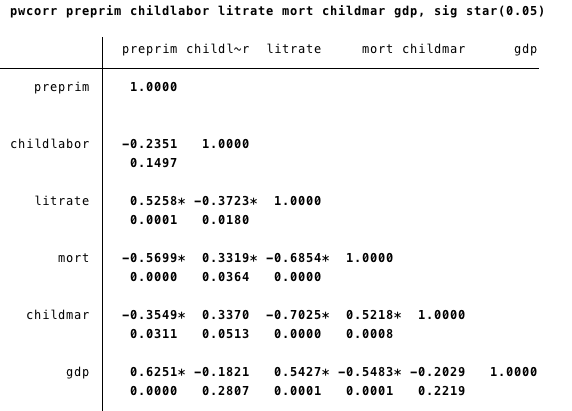 pwcorr preprim childlabor litrate mort childmar gdp, sig star(0.05)
preprim childl~r litrate mort childmar gdp
preprim 1.0000
childlabor -0.2351 1.0000
0.1497
litrate 0.5258* -0.3723* 1.0000
0.0001 0.0180
mort -0.5699* 0.3319* -0.6854* 1.0000
0.0000 0.0364 0.0000
childmar -0.3549* 0.3370 -0.7025* 0.5218* 1.0000
0.0311 0.0513 0.0000 0.0008
gdp 0.6251* -0.1821 0.5427* -0.5483* -0.2029 1.0000
0.0000 0.2807 0.0001 0.0001 0.2219